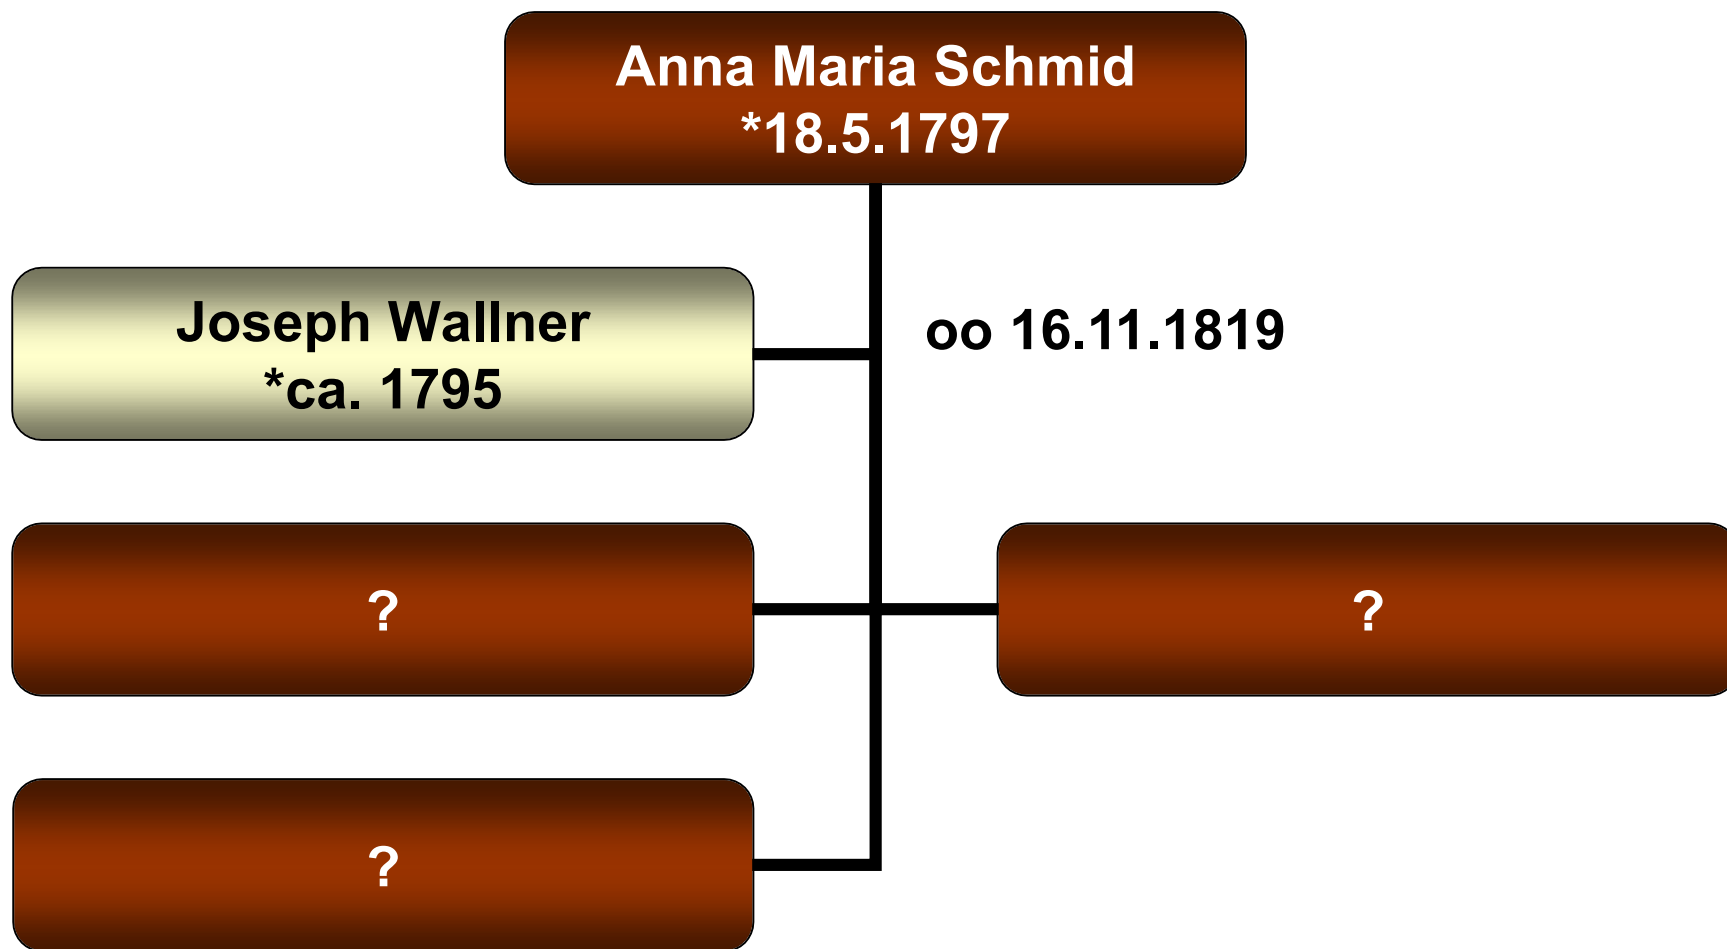 Anna Maria Schmid
*18.5.1797
Joseph Wallner
*ca. 1795
oo 16.11.1819
?
?
?